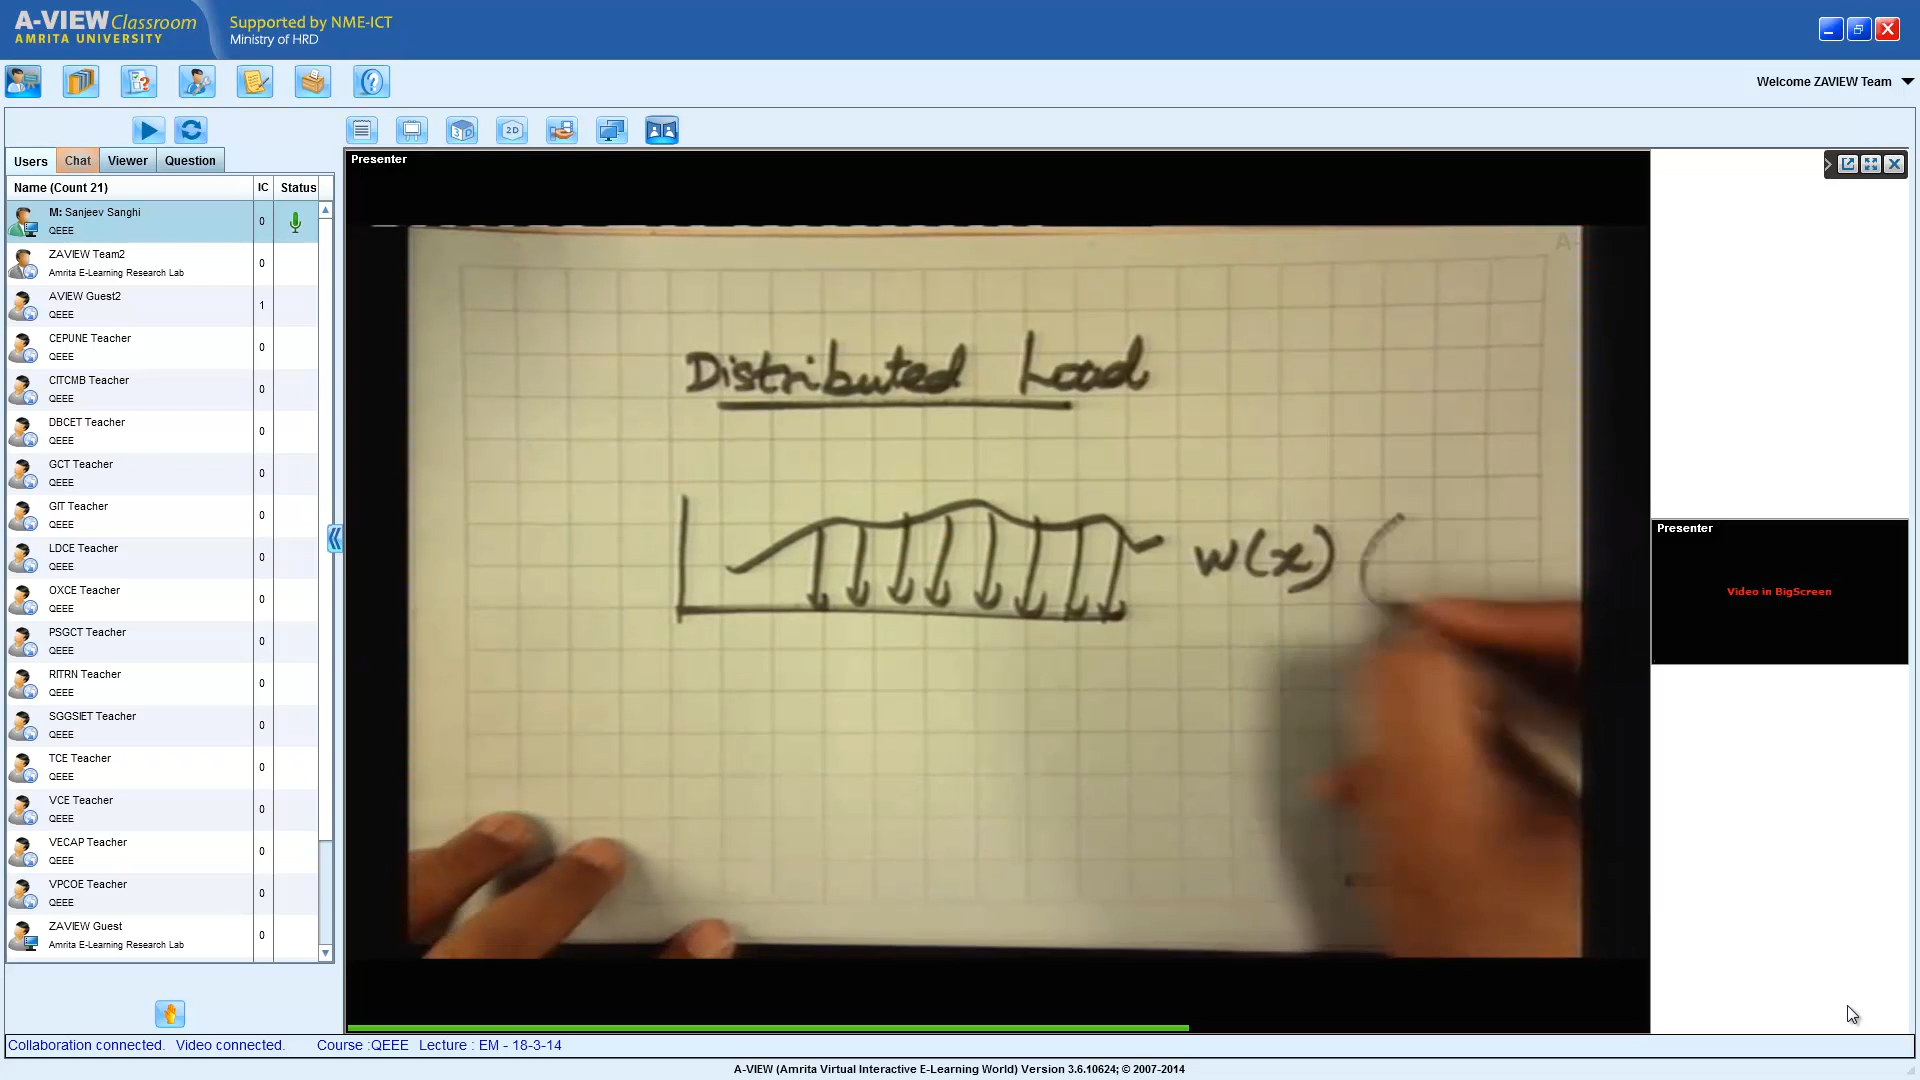 A-VIEW Classroom
AMRITA UNIVERSITY
Supported by NME-ICT
Ministry of HRD
Welcome ZAVIEW Team
3D
2D
Users
Chat
Viewer
Question
Name (Count 21)
IC
Status
M: Sanjeev Sanghi
QEEE
0
ZAVIEW Team2
Amrita E-Learning Research Lab
0
AVIEW Guest2
QEEE
1
CEPUNE Teacher
QEEE
0
CITCMB Teacher
QEEE
0
DBCET Teacher
QEEE
0
GCT Teacher
QEEE
0
GIT Teacher
QEEE
0
LDCE Teacher
QEEE
0
OXCE Teacher
QEEE
0
PSGCT Teacher
QEEE
0
RITRN Teacher
QEEE
0
SGGSIET Teacher
QEEE
0
TCE Teacher
QEEE
0
VCE Teacher
QEEE
0
VECAP Teacher
QEEE
0
VPCOE Teacher
QEEE
0
ZAVIEW Guest
Amrita E-Learning Research Lab
0
Presenter
Distributed Load
w(x) (
Presenter
Video in BigScreen
Collaboration connected. Video connected. Course :QEEE Lecture : EM - 18-3-14
A-VIEW (Amrita Virtual Interactive E-Learning World) Version 3.6.10624; © 2007-2014